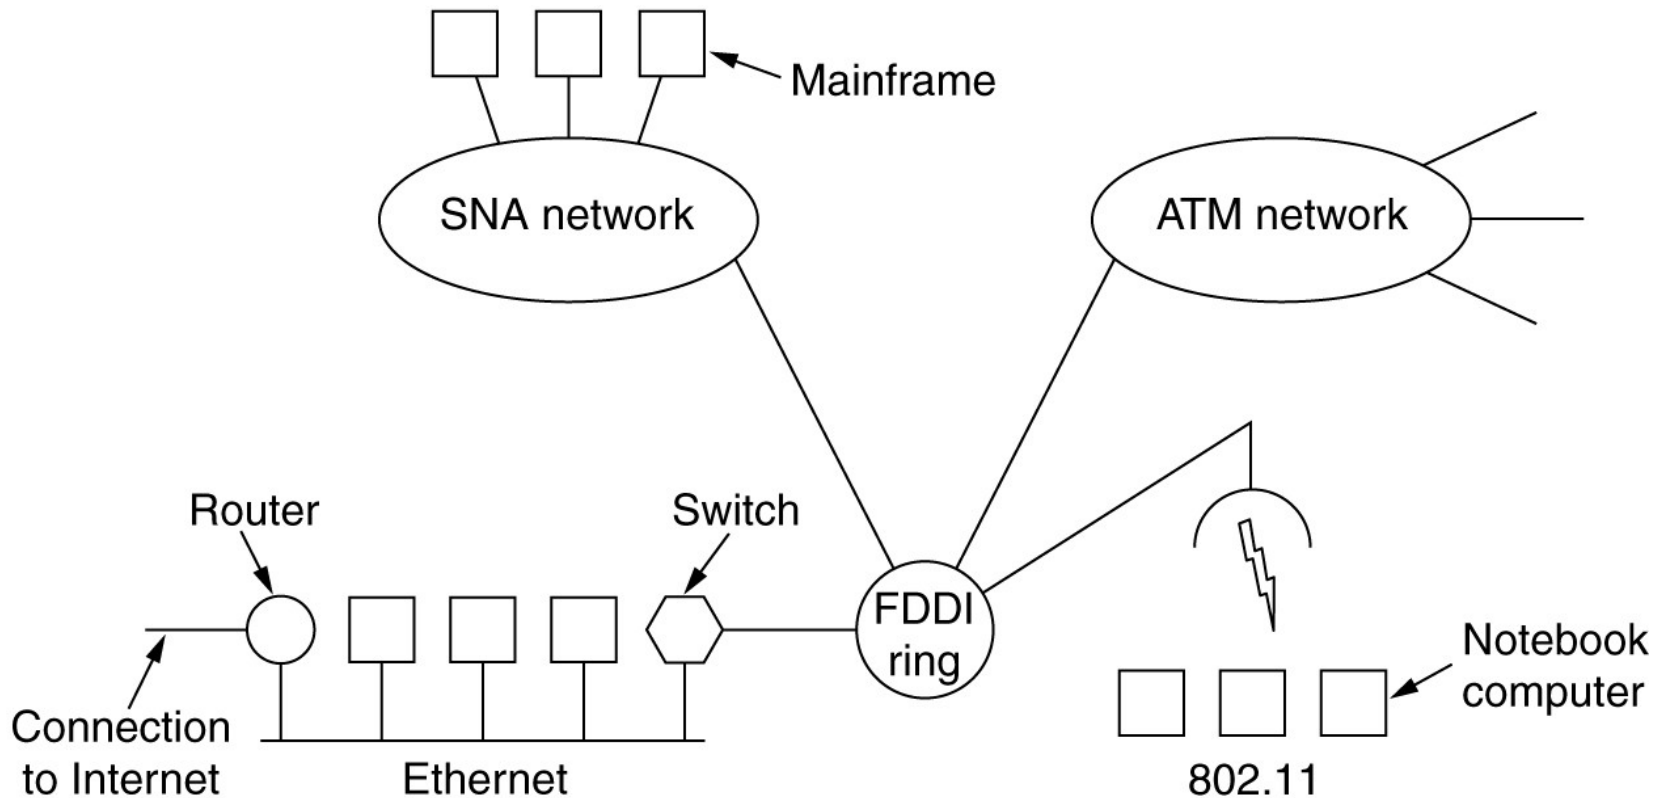 Mainframe
SNA network
ATM network
Router
Switch
FDDI
ring
Notebook
computer
Connection
to Internet
Ethernet
802.11